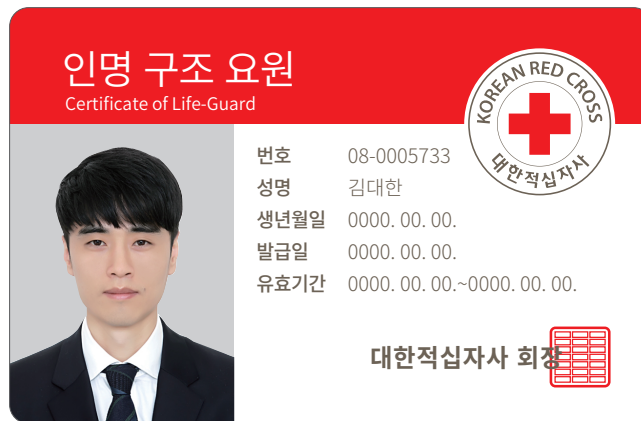 인명 구조 요원
Certificate of Life-Guard
KOREAN RED CROSS
대한적십자사
번호 08-0005733
성명 김대한
생년월일 0000. 00. 00.
발급일 0000. 00. 00.
유효기간 0000. 00. 00.~0000. 00. 00.
대한적십자사 회장